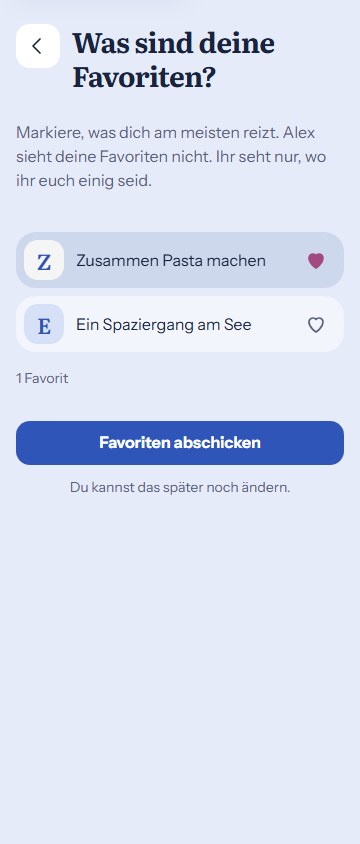 Was sind deine
Favoriten?
Markiere, was dich am meisten reizt. Alex
sieht deine Favoriten nicht. Ihr seht nur, wo
ihr euch einig seid.
Z Zusammen Pasta machen
E Ein Spaziergang am See
1 Favorit
Favoriten abschicken
Du kannst das später noch ändern.